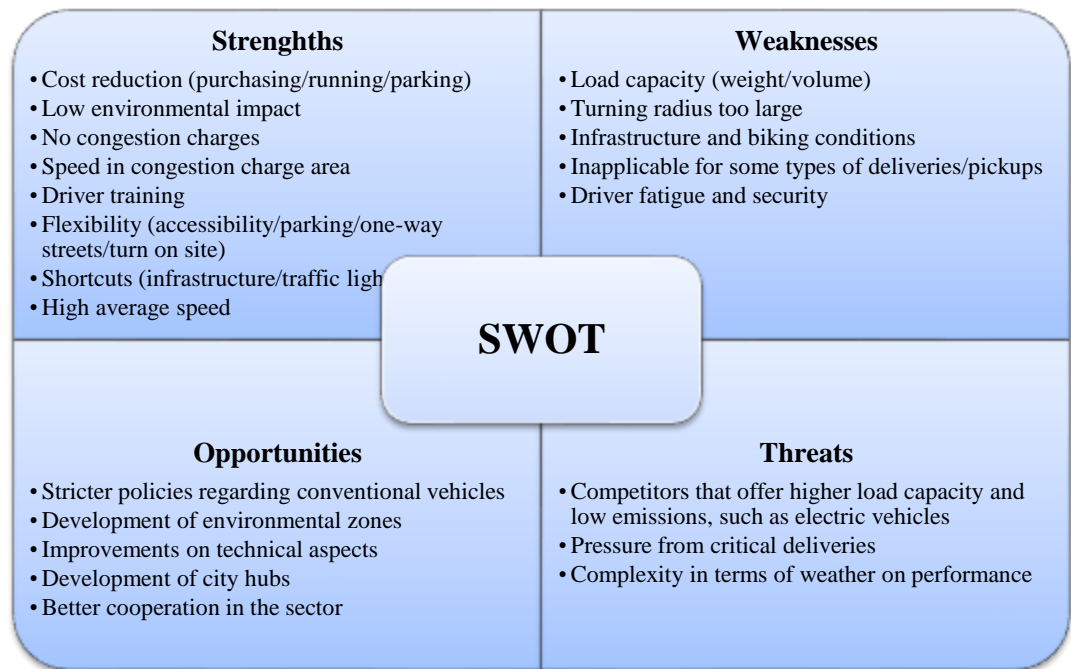 Strenghths
• Cost reduction (purchasing/running/parking)
• Low environmental impact
• No congestion charges
• Speed in congestion charge area
• Driver training
• Flexibility (accessibility/parking/one-way
streets/turn on site)
• Shortcuts (infrastructure/traffic
• High average speed
Weaknesses
• Load capacity (weight/volume)
• Turning radius too large
• Infrastructure and biking conditions
• Inapplicable for some types of deliveries/pickups
• Driver fatigue and security
SWOT
Opportunities
• Stricter policies regarding conventional vehicles
• Development of environmental zones
• Improvements on technical aspects
• Development of city hubs
• Better cooperation in the sector
Threats
• Competitors that offer higher load capacity and
low emissions, such as electric vehicles
• Pressure from critical deliveries
• Complexity in terms of weather on performance